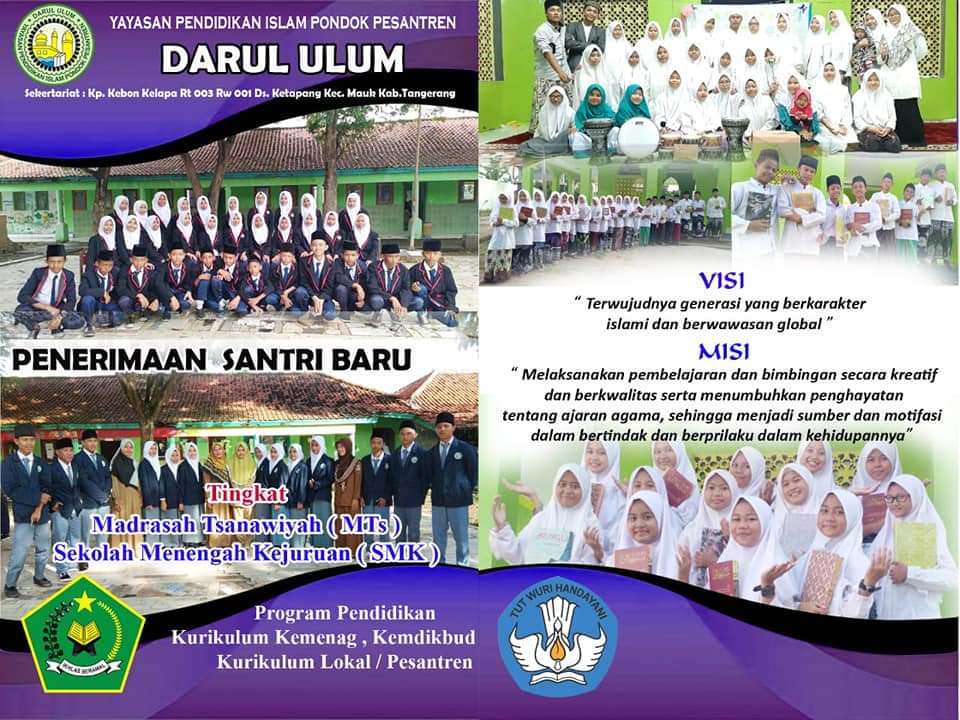 YAYASAN PENDIDIKAN ISLAM PONDOK PESANTREN
DARUL ULUM
Sekertariat : Kp. Kebon Kelapa Rt 003 Rw 001 Ds. Ketapang Kec. Mauk Kab.Tangerang
PENERIMAAN SANTRI BARU
Tingkat
Madrasah Tsanawiyah ( MTs )
Sekolah Menengah Kejuruan ( SMK )
IKHLAS BERAMAL
Program Pendidikan
Kurikulum Kemenag , Kemdikbud
Kurikulum Lokal / Pesantren
VISI
“ Terwujudnya generasi yang berkarakter
islami dan berwawasan global ”
MISI
“ Melaksanakan pembelajaran dan bimbingan secara kreatif
dan berkwalitas serta menumbuhkan penghayatan
tentang ajaran agama, sehingga menjadi sumber dan motifasi
dalam bertindak dan berprilaku dalam kehidupannya”
TUT WURI HANDAYANI